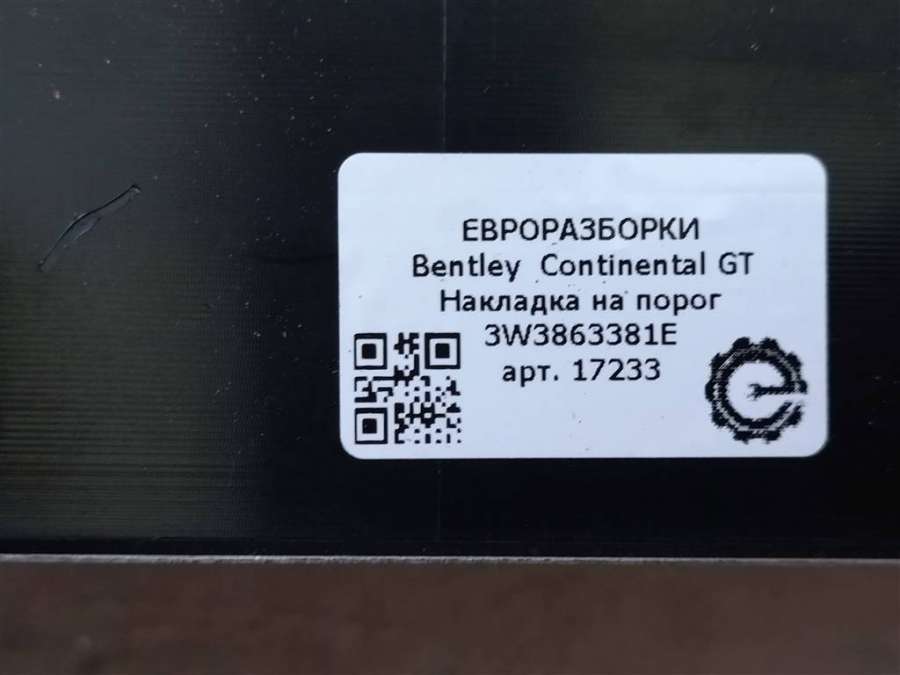 ЕВРОРАЗБОРКИ
Bentley Continental GT
Накладка на порог
3W3863381E
арт. 17233